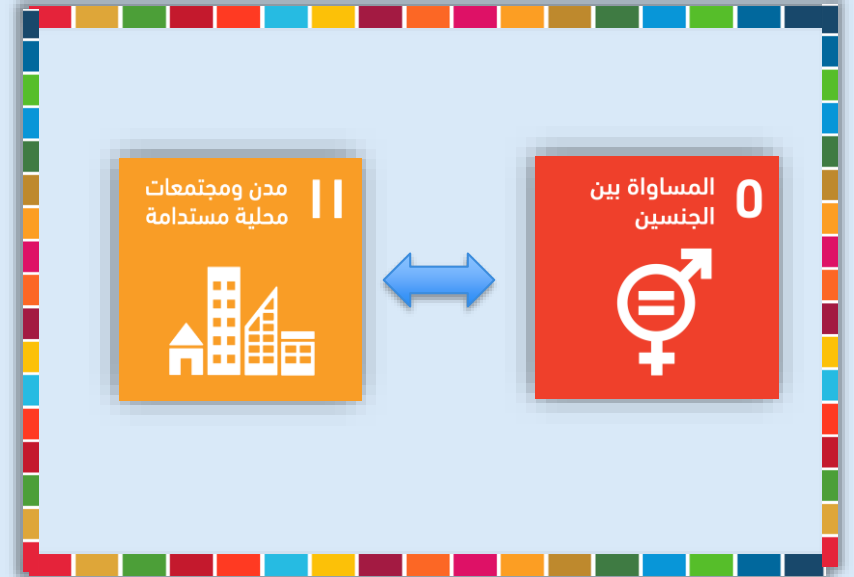 ٥ المساواة بين
الجنسين
١١ مدن ومجتمعات
محلية مستدامة